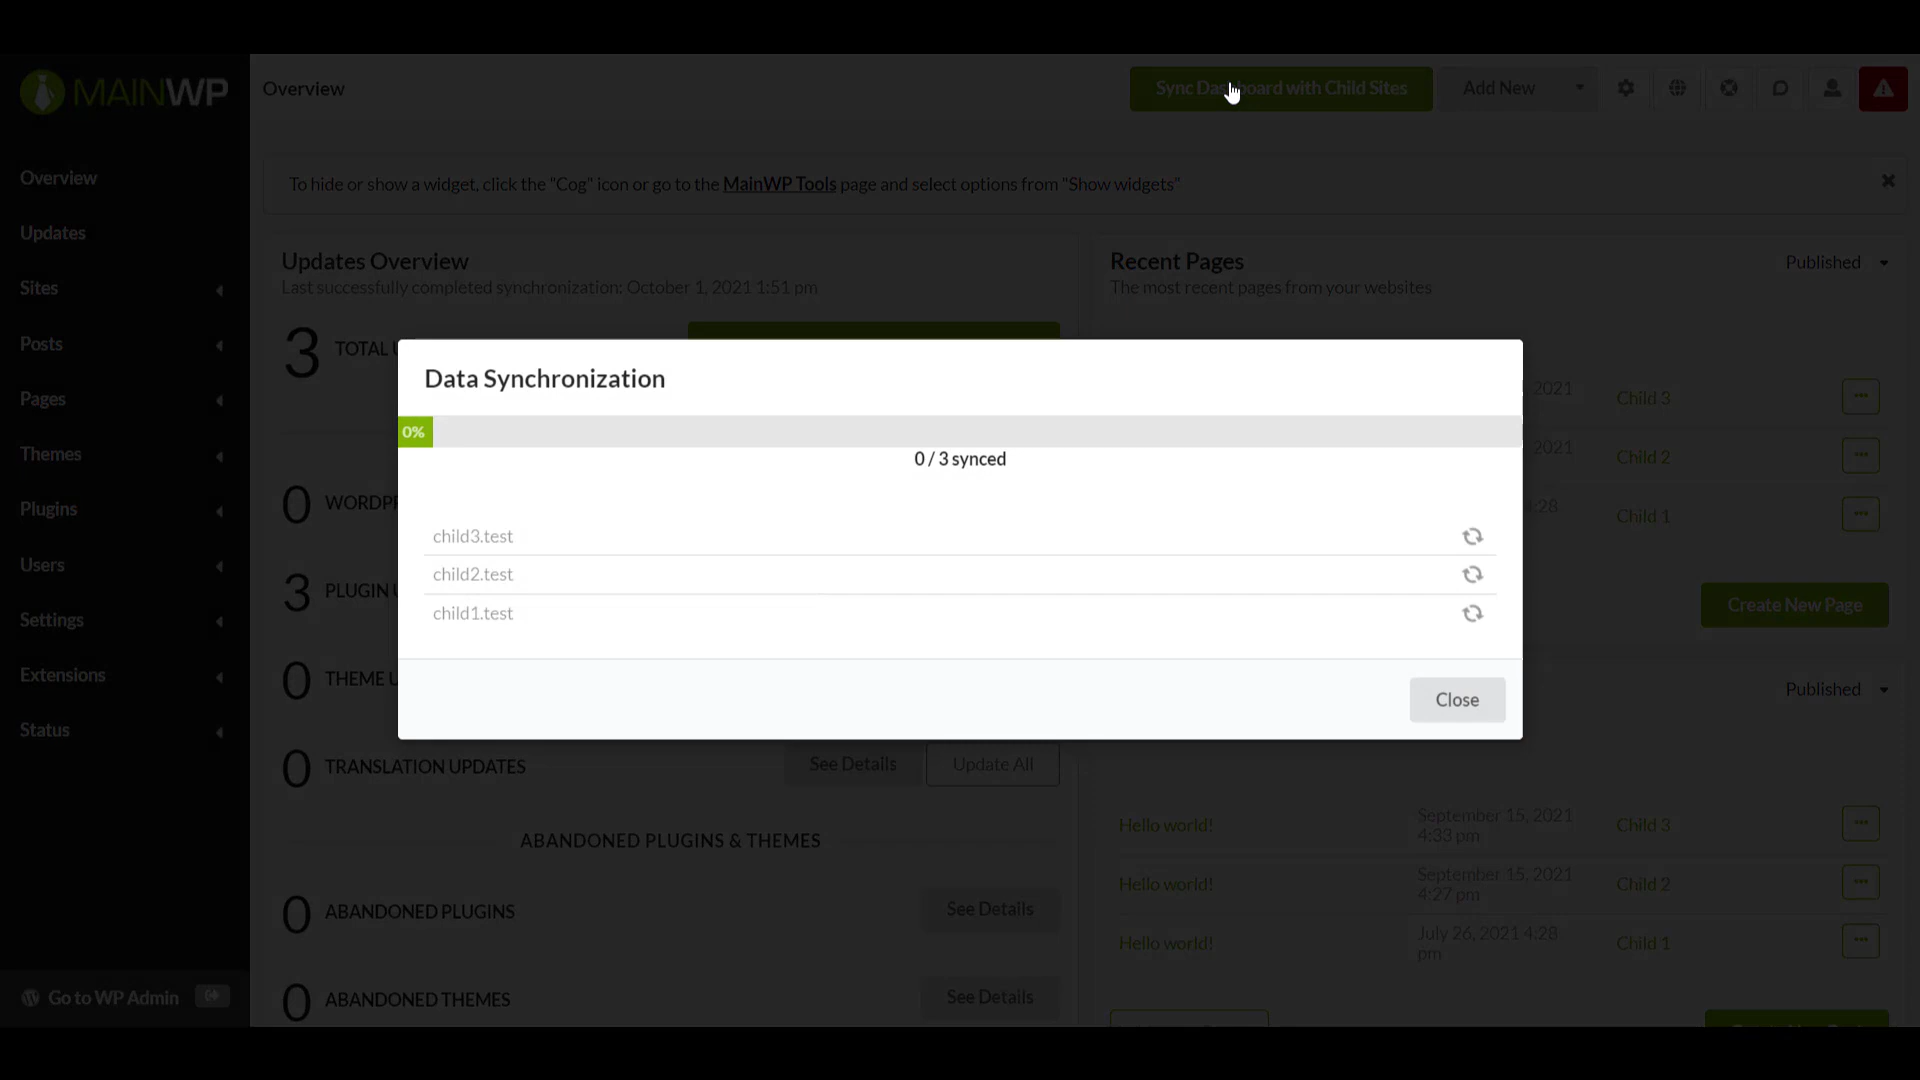 MAINWP
Overview
Sync Dashboard with Child Sites
Add New
Overview
Updates
Sites
Posts
Pages
Themes
Plugins
Users
Settings
Extensions
Status
Go to WP Admin
To hide or show a widget, click the "Cog" icon or go to the MainWP Tools page and select options from "Show widgets"
Updates Overview
Last successfully completed synchronization: October 1, 2021 1:51 pm
3 TOTAL
0
3 PLUGIN
0 THEME
0 TRANSLATION UPDATES
See Details
Update All
ABANDONED PLUGINS & THEMES
0 ABANDONED PLUGINS
See Details
0 ABANDONED THEMES
See Details
Data Synchronization
0%
0 / 3 synced
child3.test
child2.test
child1.test
Close
Recent Pages
Published
The most recent pages from your websites
2021
Child 3
2021
Child 2
:28
Child 1
Create New Page
Published
Hello world!
September 15, 2021
4:33 pm
Child 3
Hello world!
September 15, 2021
4:27 pm
Child 2
Hello world!
July 26, 2021 4:28
pm
Child 1